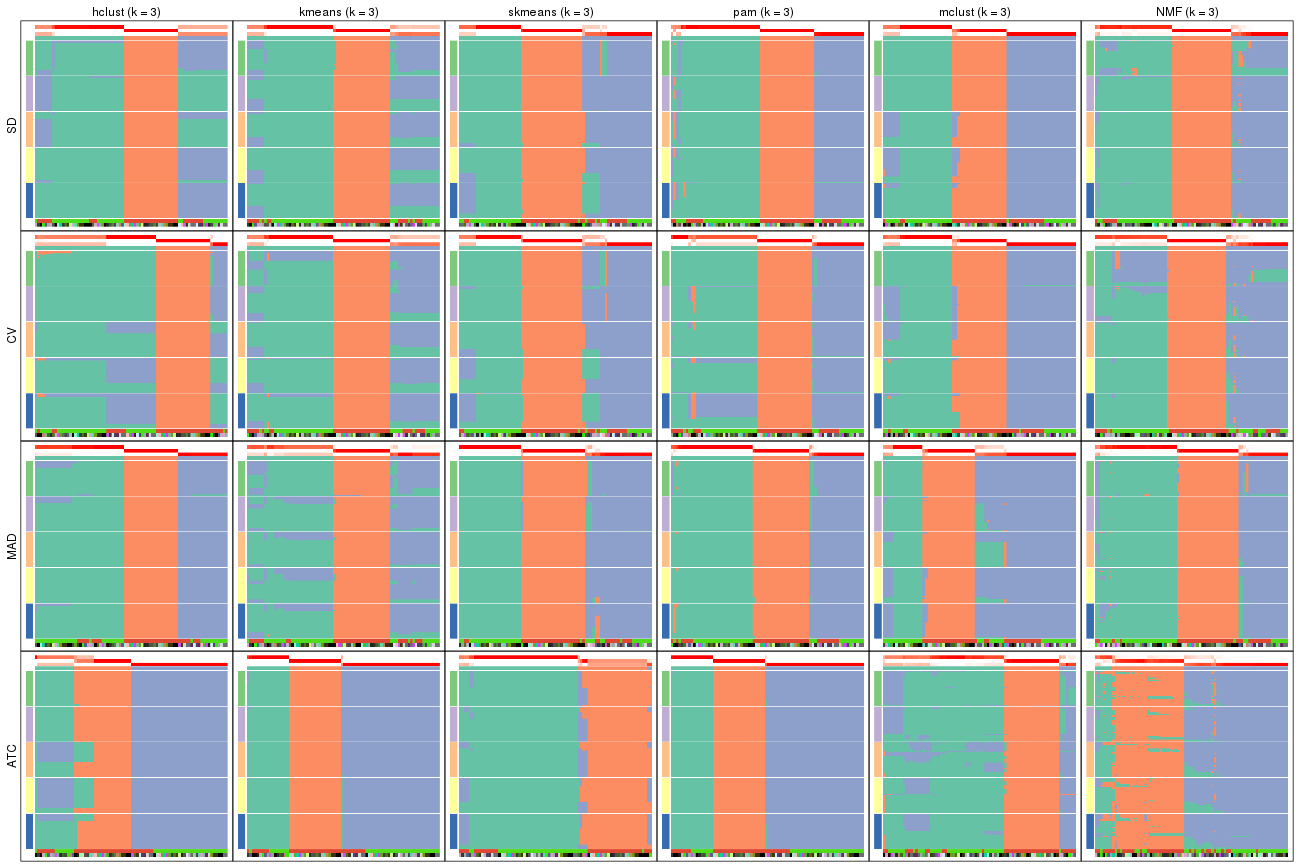 hclust (k = 3) kmeans (k = 3) skmeans (k = 3) pam (k = 3) mclust (k = 3) NMF (k = 3)
SD
CV
MAD
ATC